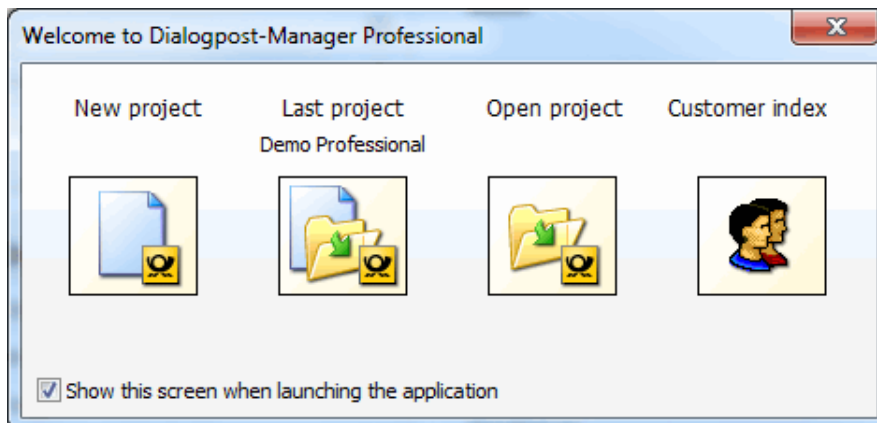 Welcome to Dialogpost-Manager Professional
New project
Last project
Open project
Customer index
Demo Professional
Show this screen when launching the application